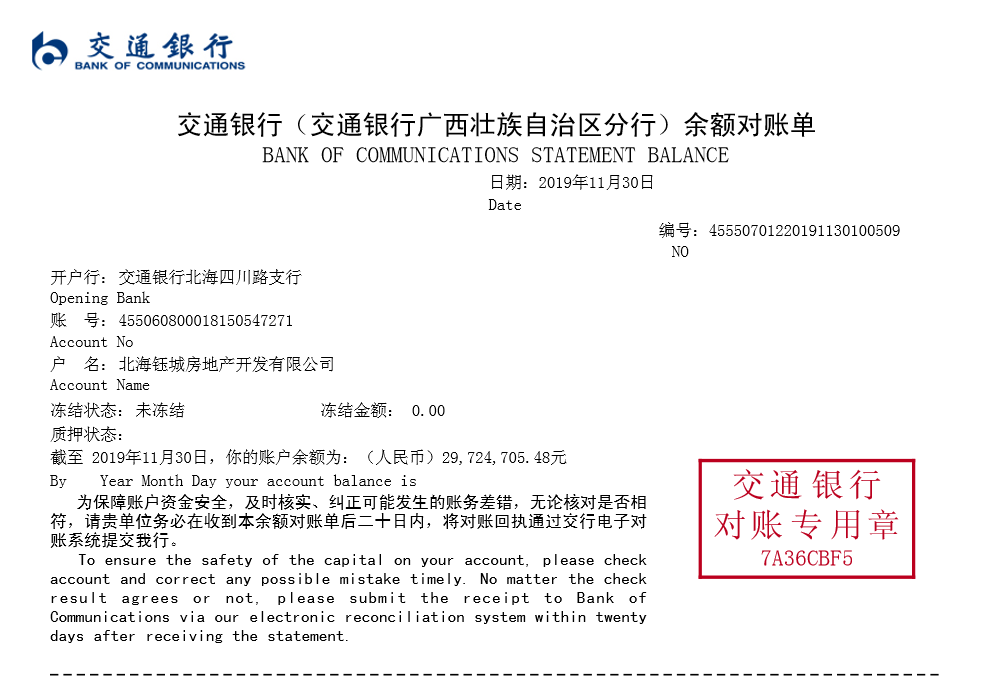 交通銀行
BANK OF COMMUNICATIONS
交通银行（交通银行广西壮族自治区分行）余额对账单
BANK OF COMMUNICATIONS STATEMENT BALANCE
日期：2019年11月30日
Date
编号：45550701220191130100509
NO
开户行：交通银行北海四川路支行
Opening Bank
账 号：455060800018150547271
Account No
户 名：北海钰城房地产开发有限公司
Account Name
冻结状态：未冻结 冻结金额： 0.00
质押状态：
截至 2019年11月30日，你的账户余额为：（人民币）29,724,705.48元
By Year Month Day your account balance is
为保障账户资金安全，及时核实、纠正可能发生的账务差错，无论核对是否相
符，请贵单位务必在收到本余额对账单后二十日内，将对账回执通过交行电子对
账系统提交我行。
To ensure the safety of the capital on your account, please check
account and correct any possible mistake timely. No matter the check
result agrees or not, please submit the receipt to Bank of
Communications via our electronic reconciliation system within twenty
days after receiving the statement.
交通银行
对账专用章
7A36CBF5